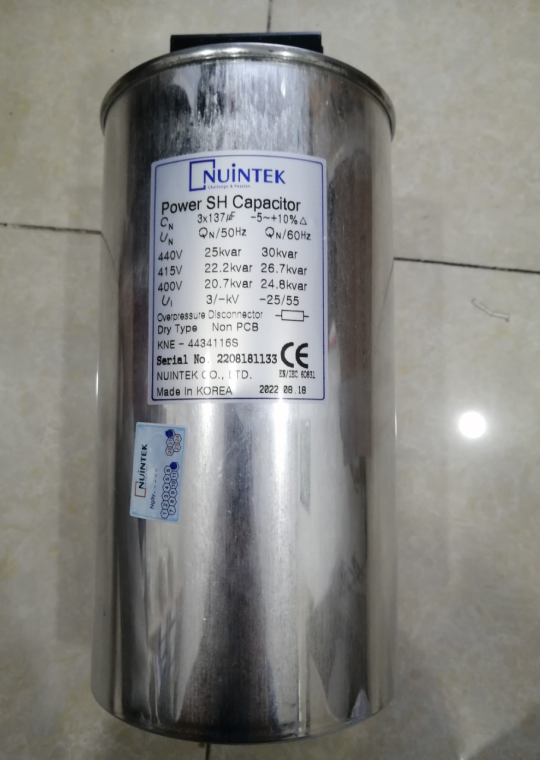 NUINTEK
Challenge & Passion
Power SH Capacitor
CN 3x137㎌ -5~+10% △
UN QN/50Hz QN/60Hz
440V 25kvar 30kvar
415V 22.2kvar 26.7kvar
400V 20.7kvar 24.8kvar
Ui 3/-kV -25/55
Overpressure Disconnector
Dry Type Non PCB
KNE - 4434116S
Serial No. 2208181133 CE
EN/IEC 60831
NUINTEK CO., LTD.
Made in KOREA 2022.08.18
NUINTEK